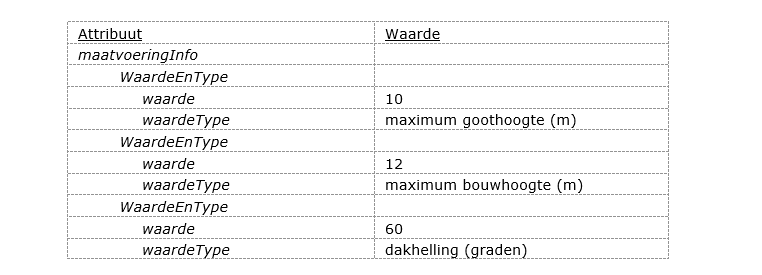 Attribuut Waarde
maatvoeringInfo
WaardeEnType
waarde 10
waardeType maximum goothoogte (m)
WaardeEnType
waarde 12
waardeType maximum bouwhoogte (m)
WaardeEnType
waarde 60
waardeType dakhelling (graden)